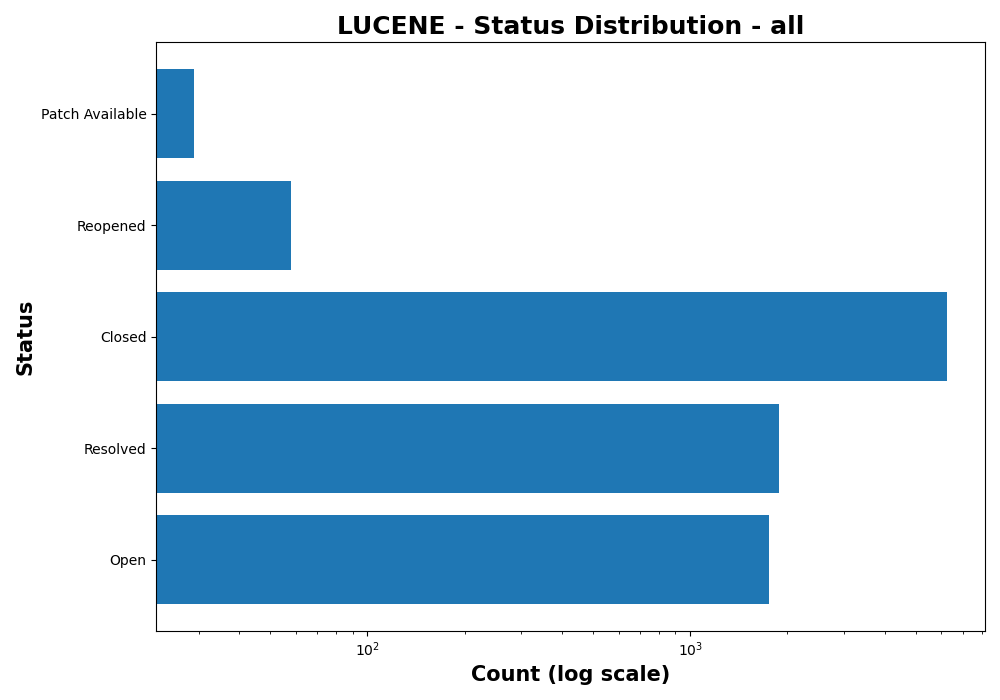 LUCENE - Status Distribution - all
Status
Patch Available
Reopened
Closed
Resolved
Open
10²
10³
Count (log scale)